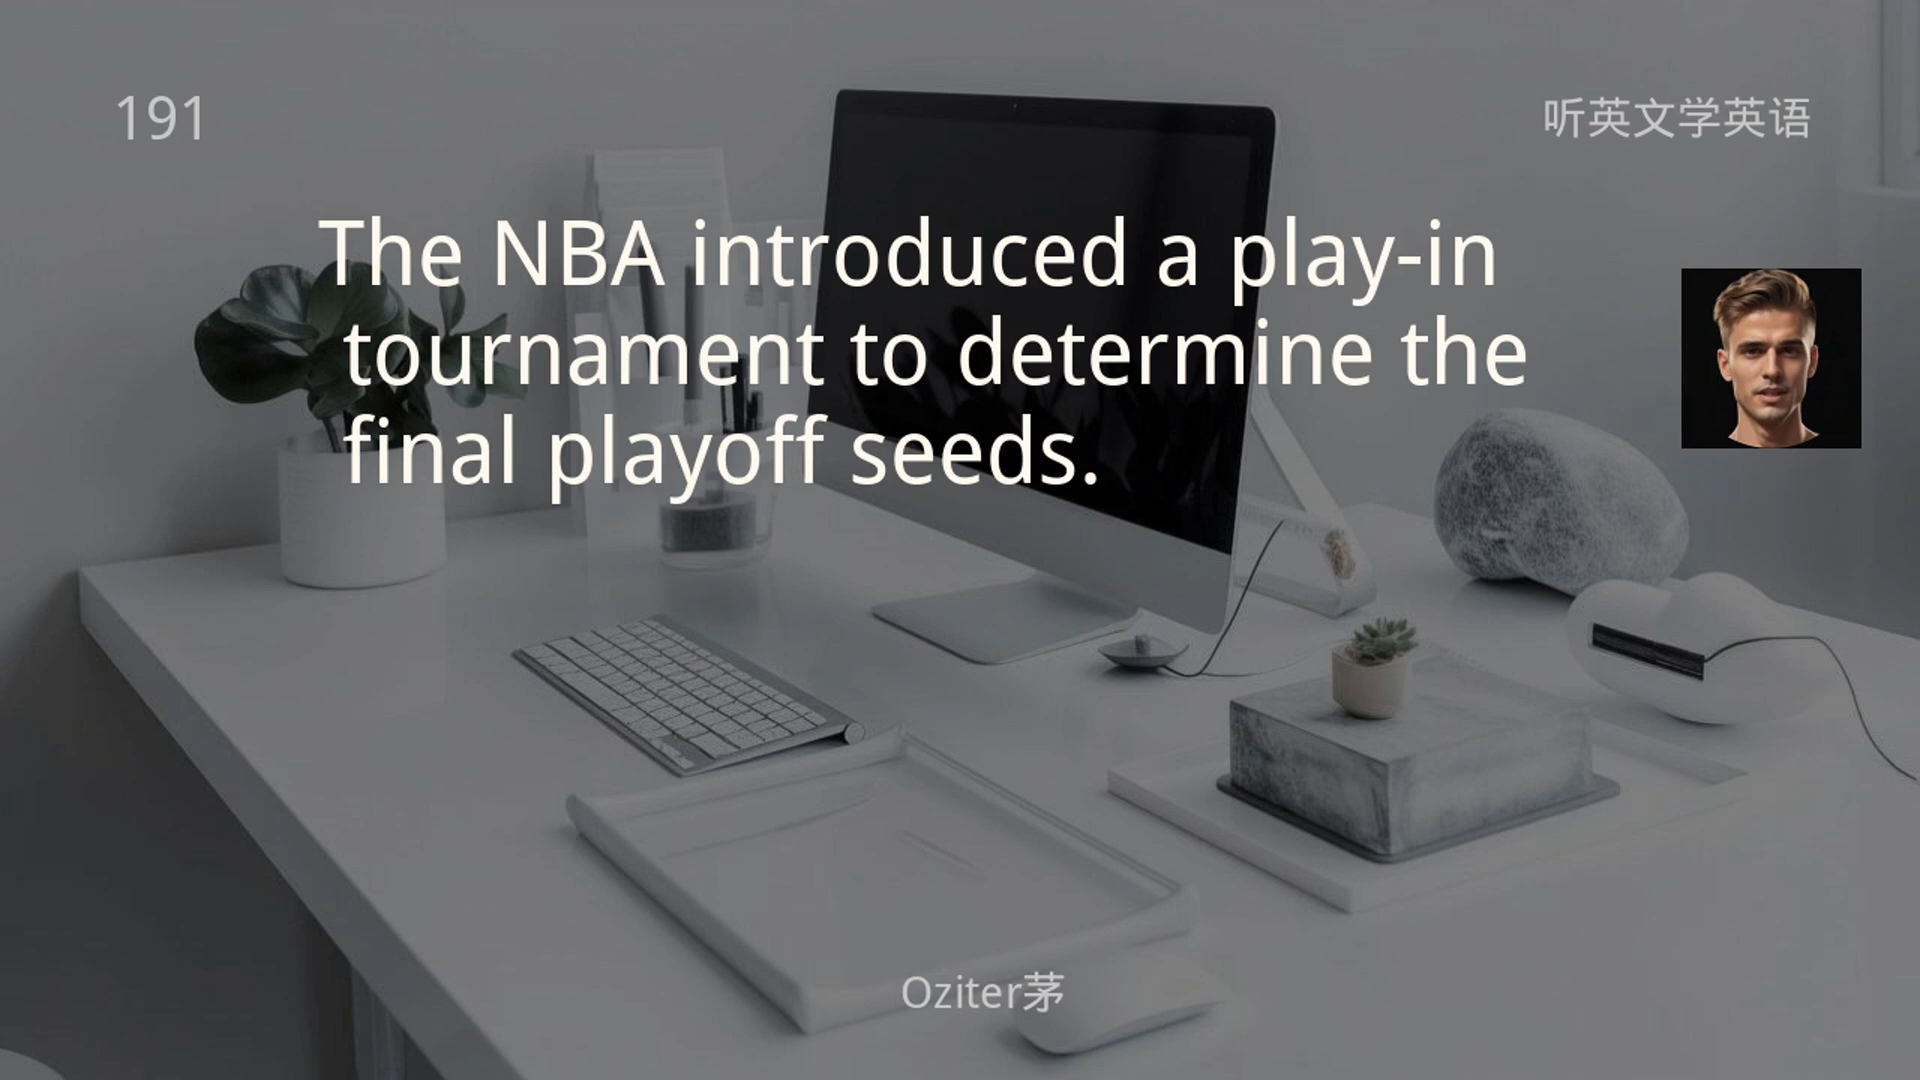 191
听英文学英语
The NBA introduced a play-in
tournament to determine the
final playoff seeds.
Oziter茅